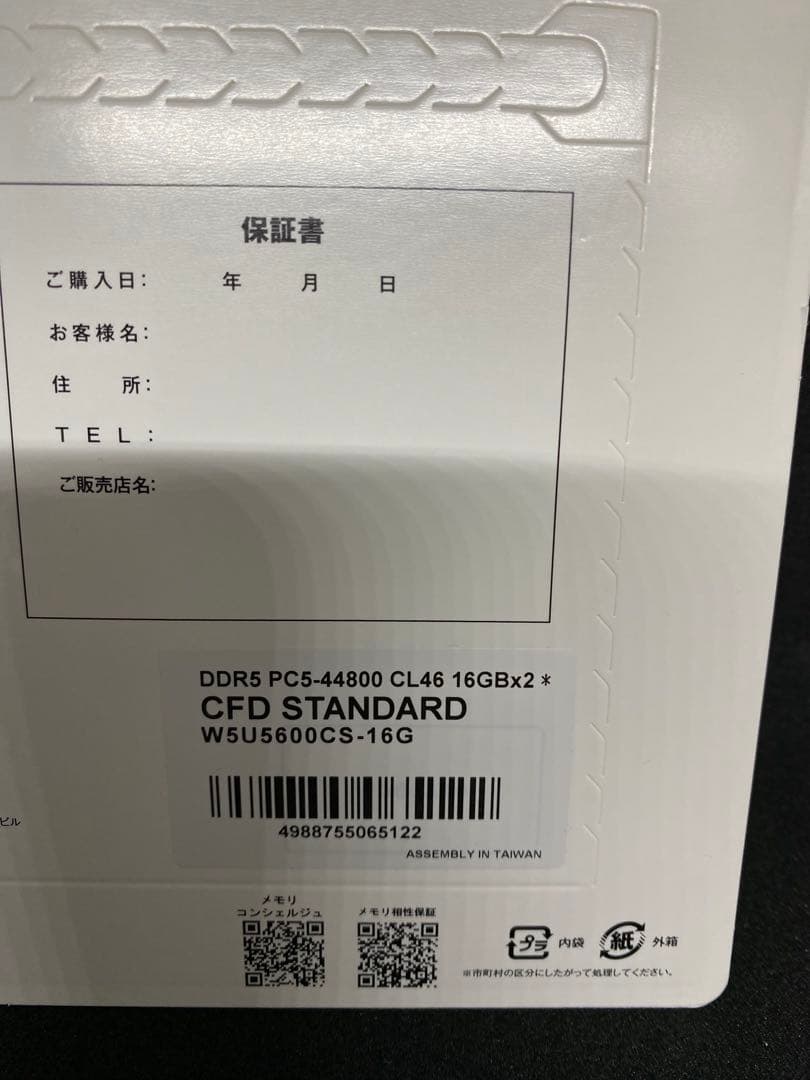 保証書
ご購入日: 年 月 日
お客様名:
住 所:
TEL:
ご販売店名:
DDR5 PC5-44800 CL46 16GBx2*
CFD STANDARD
W5U5600CS-16G
4988755065122
ASSEMBLY IN TAIWAN
ビル
メモリ
コンシェルジュ
メモリ相性保証
プラ 内袋 紙 外箱
※市町村の区分にしたがって処理してください。